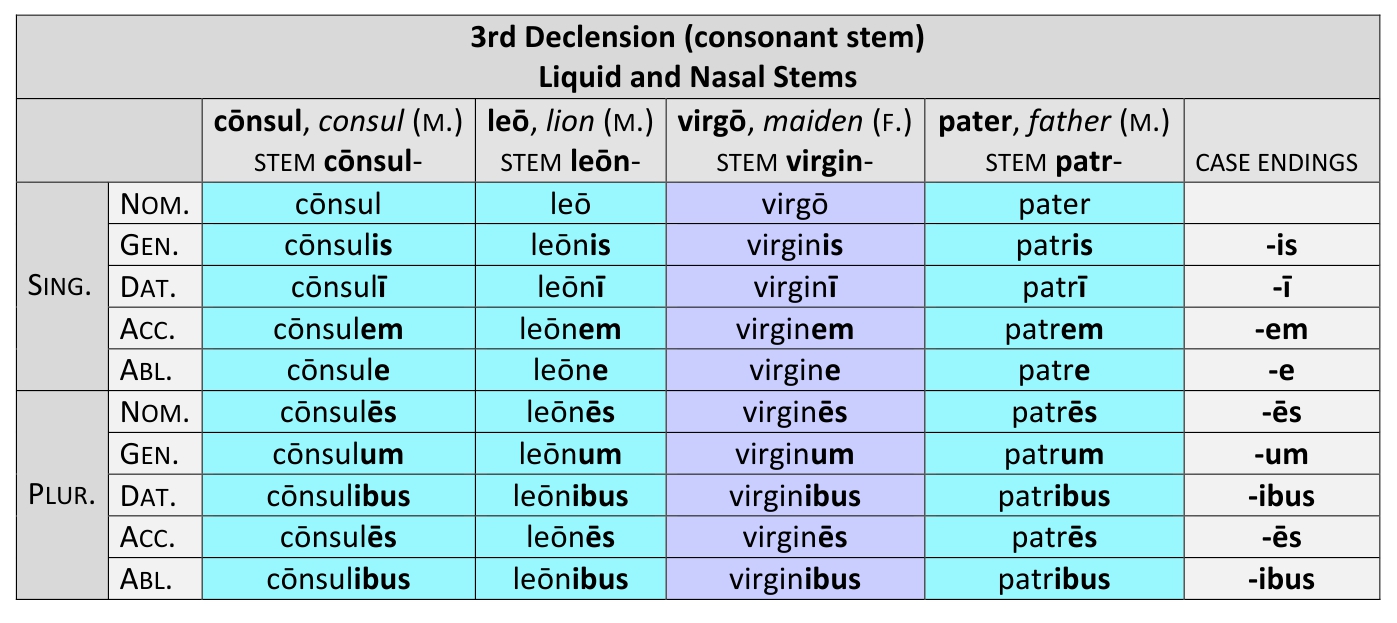 3rd Declension (consonant stem)
Liquid and Nasal Stems
cōnsul, consul (M.) leō, lion (M.) virgō, maiden (F.) pater, father (M.)
STEM cōnsul- STEM leōn- STEM virgin- STEM patr- CASE ENDINGS
SING.
NOM. cōnsul leō virgō pater
GEN. cōnsulis leōnis virginis patris -is
DAT. cōnsulī leōnī virginī patrī -ī
ACC. cōnsulem leōnem virginem patrem -em
ABL. cōnsule leōne virgine patre -e
PLUR.
NOM. cōnsulēs leōnēs virginēs patrēs -ēs
GEN. cōnsulum leōnum virginum patrum -um
DAT. cōnsulibus leōnibus virginibus patribus -ibus
ACC. cōnsulēs leōnēs virginēs patrēs -ēs
ABL. cōnsulibus leōnibus virginibus patribus -ibus